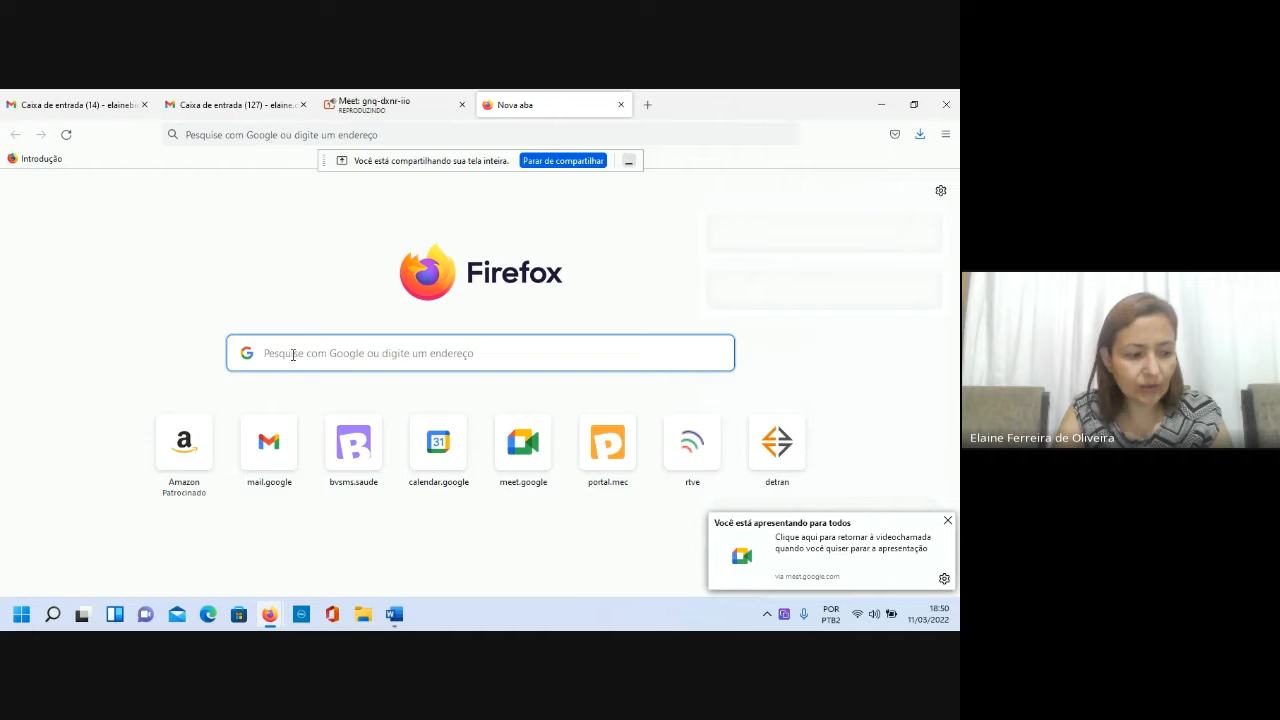 Caixa de entrada (14) - elainebi
Caixa de entrada (127) - elaine.c
Meet: gnq-dxnr-iio
REPRODUZINDO
Nova aba
Pesquise com Google ou digite um endereço
Introdução
Você está compartilhando sua tela inteira.
Parar de compartilhar
Firefox
Pesquise com Google ou digite um endereço
31
Amazon
Patrocinado
mail.google
bvsms.saude
calendar.google
meet.google
portal.mec
rtve
detran
Você está apresentando para todos
Clique aqui para retornar à videochamada
quando você quiser parar a apresentação
via meet.google.com
POR
PTB2
18:50
11/03/2022
Elaine Ferreira de Oliveira